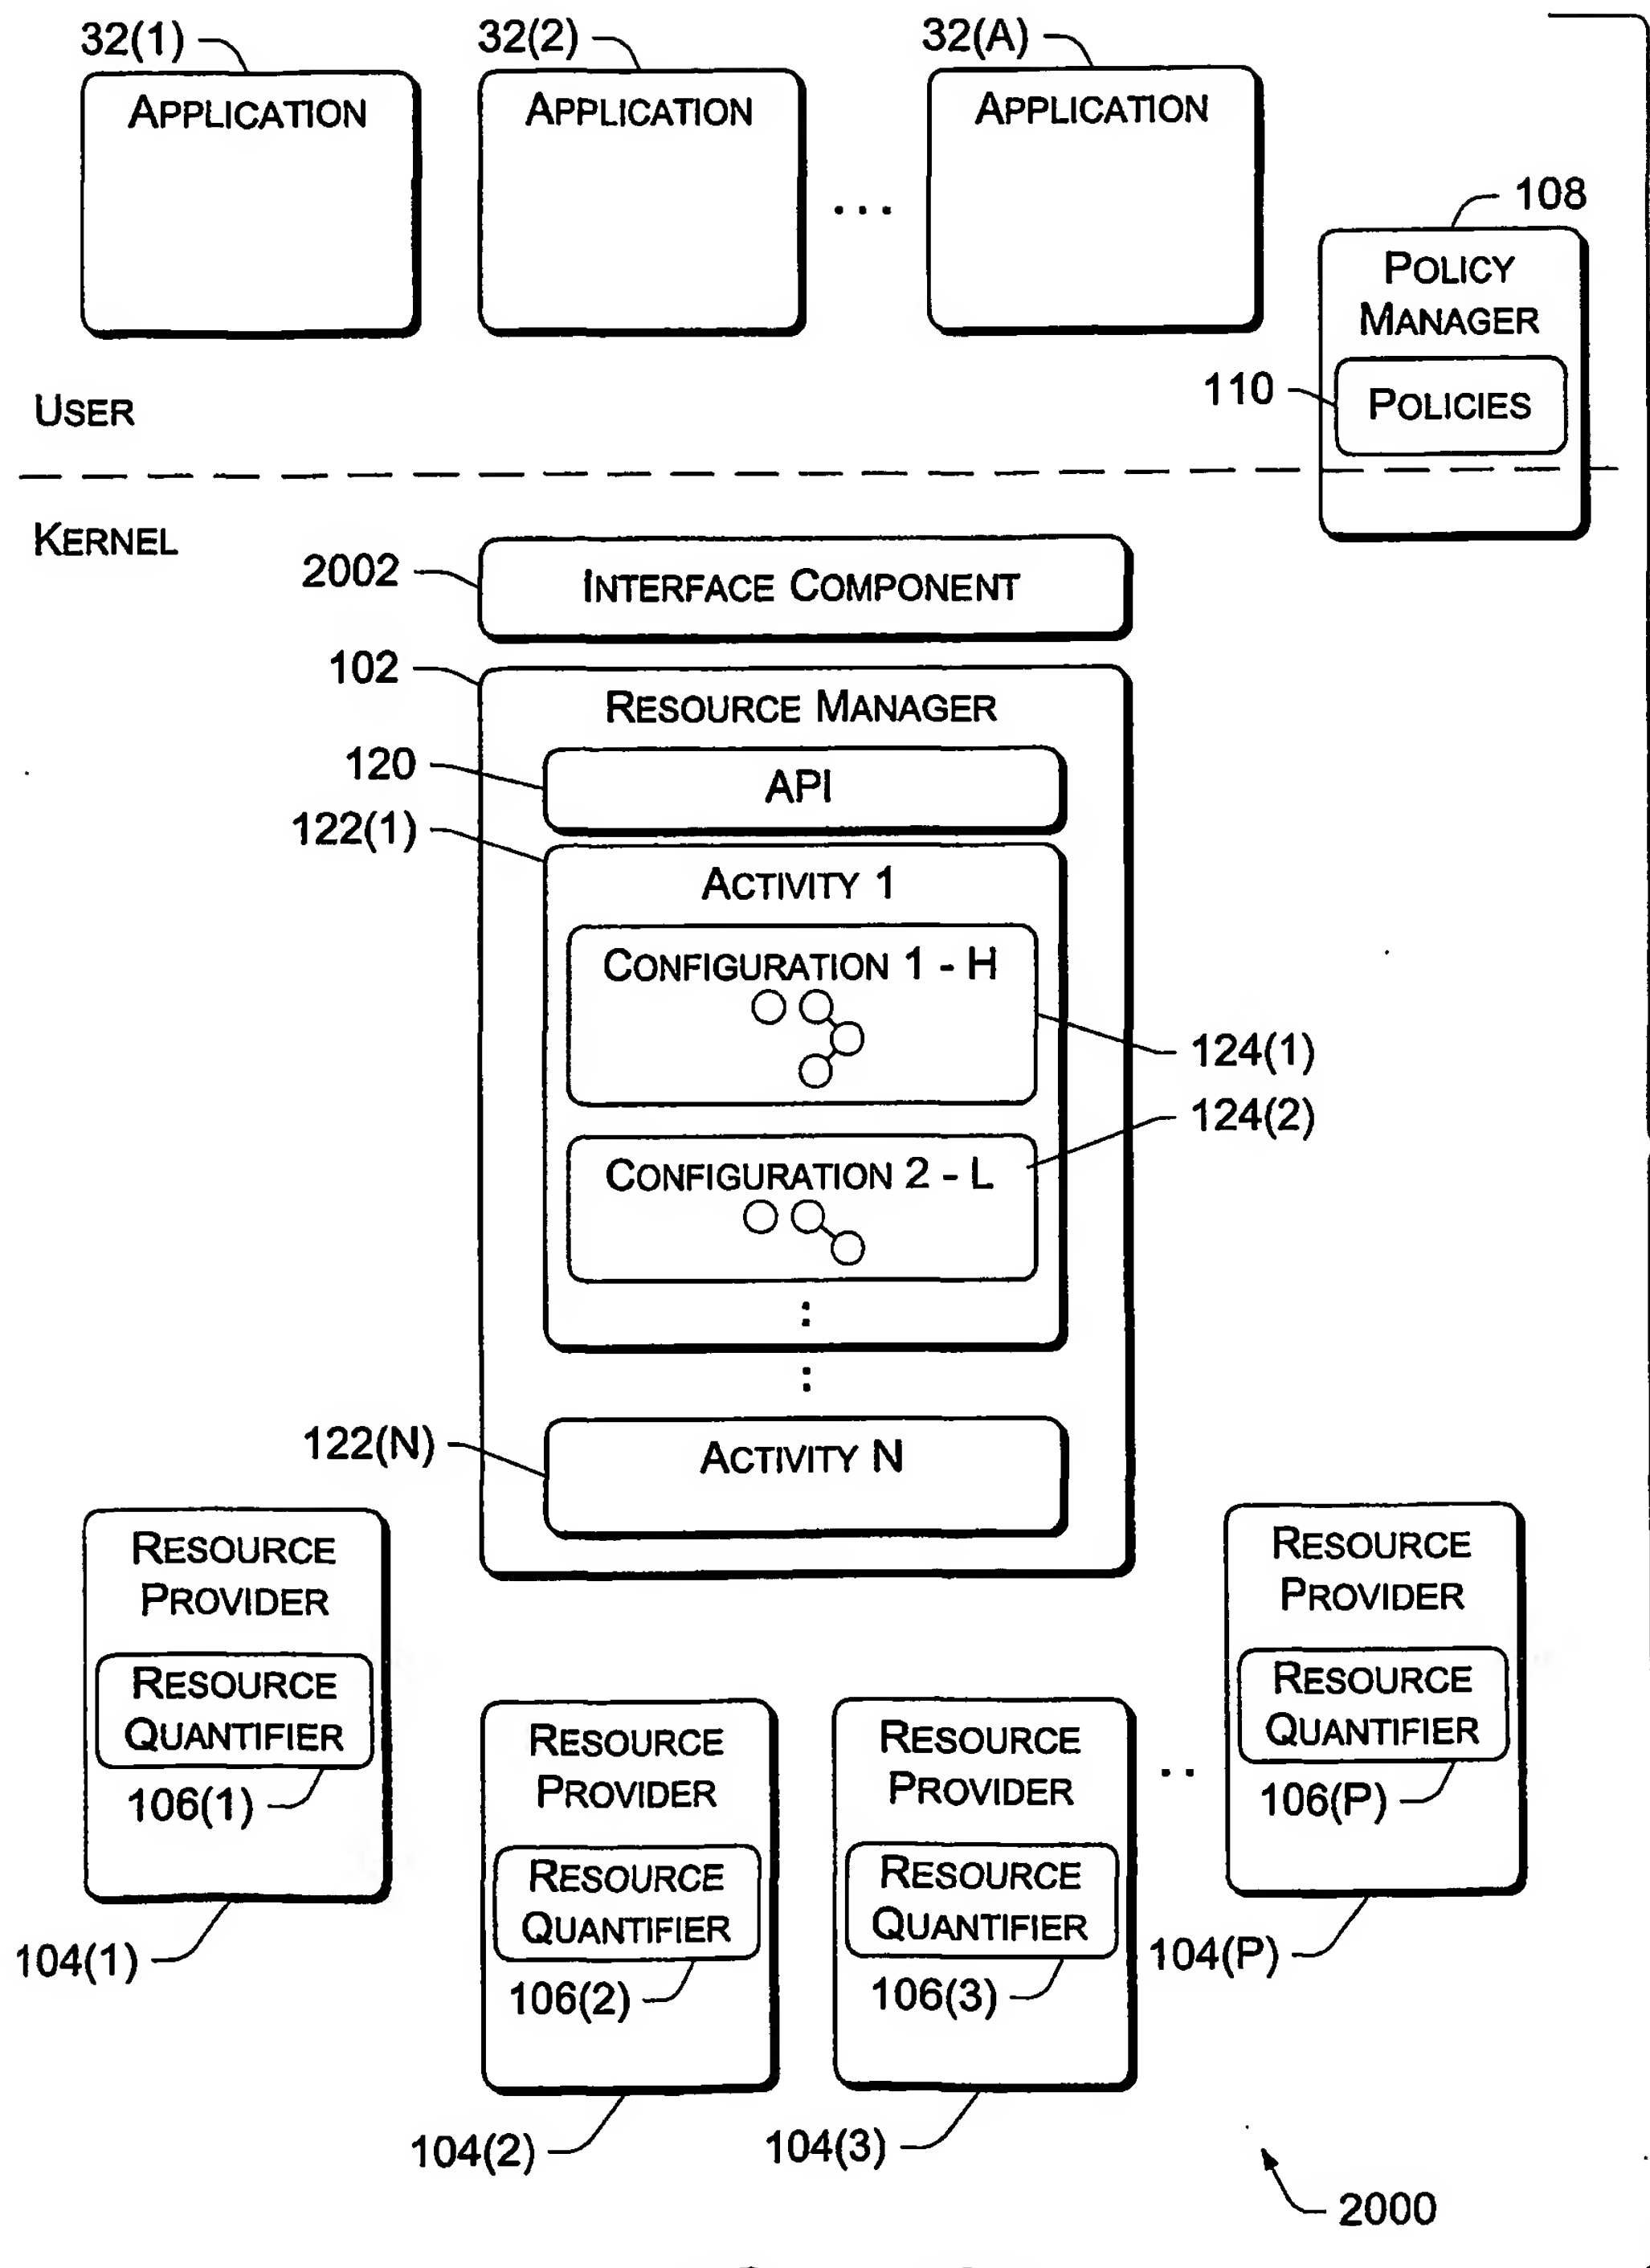 32(1)
32(2)
32(A)
APPLICATION
APPLICATION
APPLICATION
...
108
POLICY
MANAGER
110
POLICIES
USER
KERNEL
2002
INTERFACE COMPONENT
102
RESOURCE MANAGER
120
API
122(1)
ACTIVITY 1
CONFIGURATION 1 - H
124(1)
124(2)
CONFIGURATION 2 - L
122(N)
ACTIVITY N
RESOURCE
PROVIDER
RESOURCE
QUANTIFIER
106(1)
104(1)
RESOURCE
PROVIDER
RESOURCE
QUANTIFIER
106(2)
104(2)
RESOURCE
PROVIDER
RESOURCE
QUANTIFIER
106(3)
104(3)
..
RESOURCE
PROVIDER
RESOURCE
QUANTIFIER
106(P)
104(P)
2000